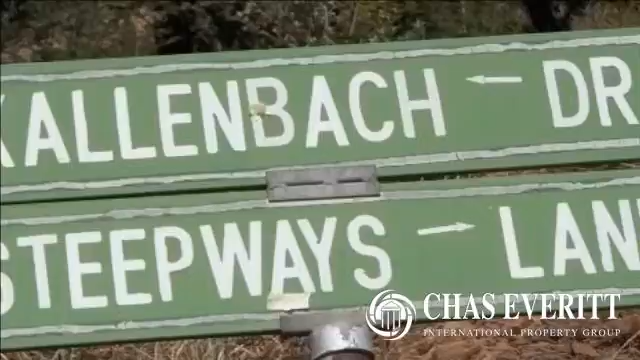 KALLENBACH ← DR
STEEPWAYS → LAN
CHAS EVERITT
INTERNATIONAL PROPERTY GROUP